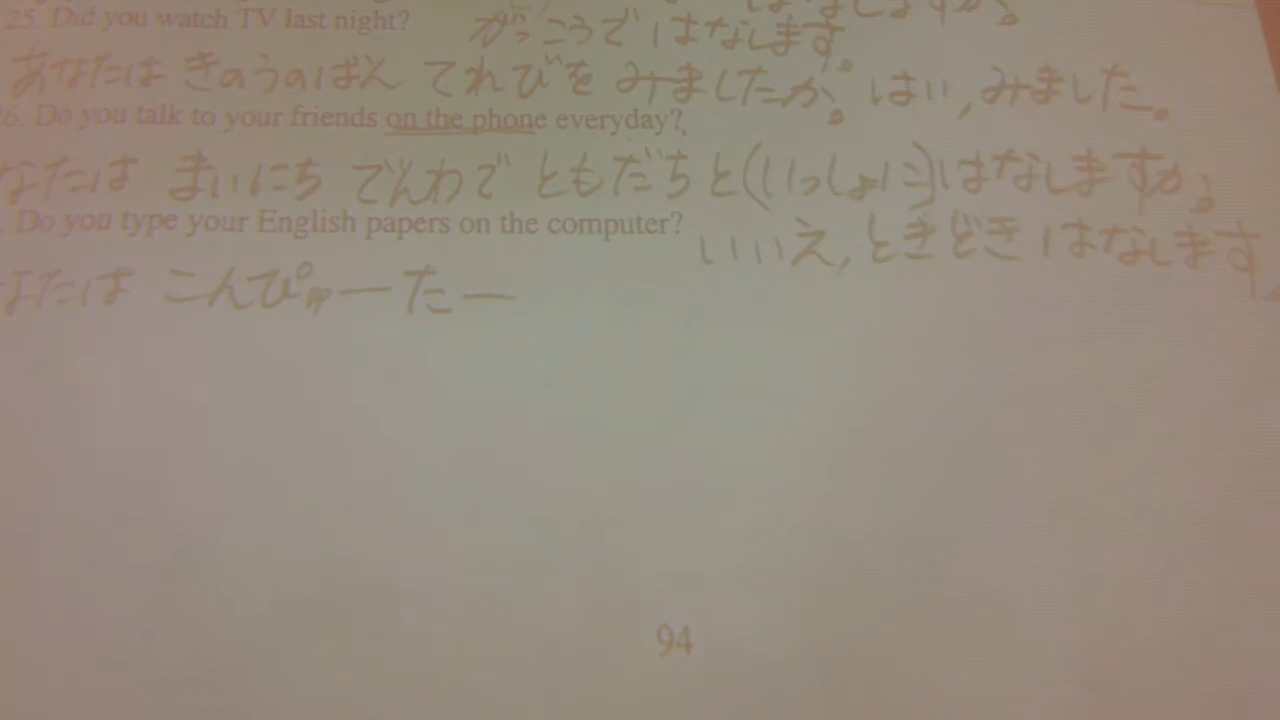 25. Did you watch TV last night?
がっこうで はなします。
あなたは きのうのばん てれびを みましたか。 はい, みました。
6. Do you talk to your friends on the phone everyday?
なたは まいにち でんわで ともだちと(いっしょに)はなしますか。
. Do you type your English papers on the computer?
いいえ, ときどき はなします
なたは こんぴゅーたー
94